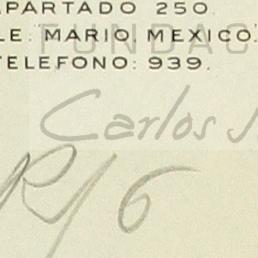 APARTADO 250.
LE "MARIO, MEXICO."
TELEFONO: 939.
FUNDAC
Carlos
R/6